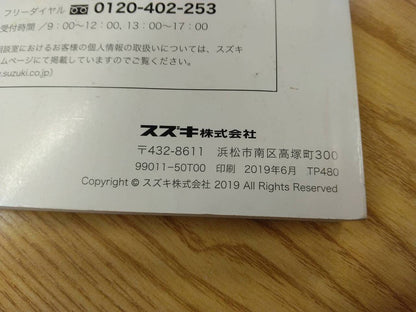 フリーダイヤル 0120-402-253
受付時間／9：00〜12：00、13：00〜17：00
相談室におけるお客様の個人情報の取扱いについては、スズキ
ームページにて掲載していますのでご覧ください。
w.suzuki.co.jp)
スズキ株式会社
〒432-8611 浜松市南区高塚町300
99011-50T00 印刷 2019年6月 TP480
Copyright © スズキ株式会社 2019 All Rights Reserved